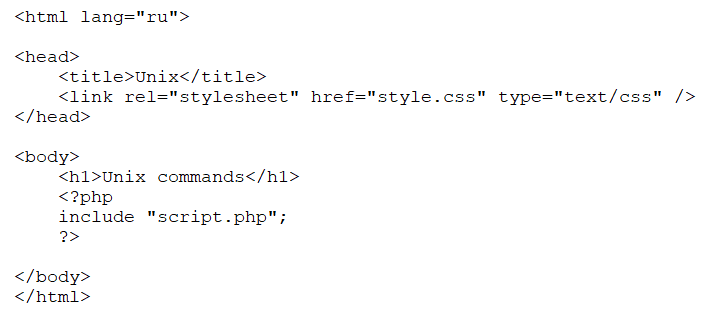 <html lang="ru">

<head>
    <title>Unix</title>
    <link rel="stylesheet" href="style.css" type="text/css" />
</head>

<body>
    <h1>Unix commands</h1>
    <?php
    include "script.php";
    ?>

</body>
</html>